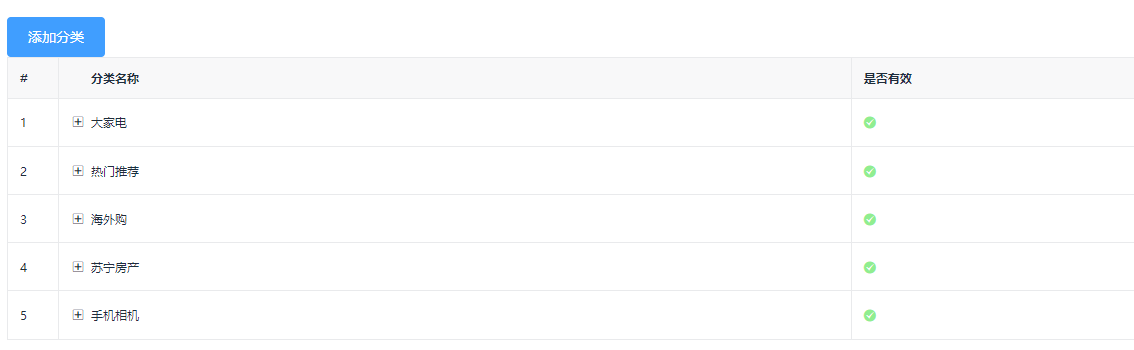 添加分类
# 分类名称 是否有效
1 大家电
2 热门推荐
3 海外购
4 苏宁房产
5 手机相机